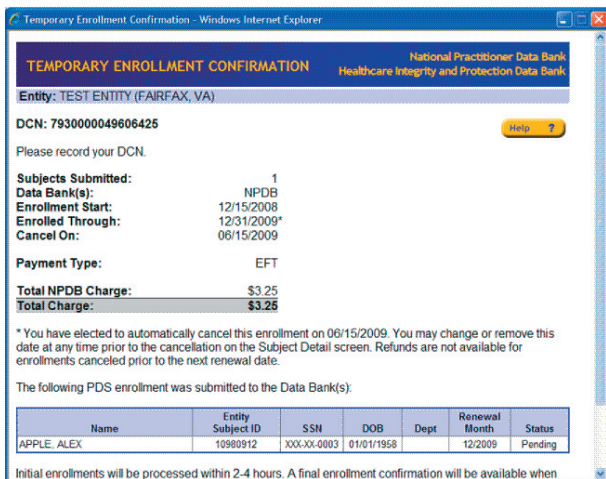 Temporary Enrollment Confirmation - Windows Internet Explorer
TEMPORARY ENROLLMENT CONFIRMATION
National Practitioner Data Bank
Healthcare Integrity and Protection Data Bank
Entity: TEST ENTITY (FAIRFAX, VA)
DCN: 7930000049606425
Help ?
Please record your DCN.
Subjects Submitted: 1
Data Bank(s): NPDB
Enrollment Start: 12/15/2008
Enrolled Through: 12/31/2009*
Cancel On: 06/15/2009
Payment Type: EFT
Total NPDB Charge: $3.25
Total Charge: $3.25
* You have elected to automatically cancel this enrollment on 06/15/2009. You may change or remove this
date at any time prior to the cancellation on the Subject Detail screen. Refunds are not available for
enrollments canceled prior to the next renewal date.
The following PDS enrollment was submitted to the Data Bank(s):
Name Entity Subject ID SSN DOB Dept Renewal Month Status
APPLE, ALEX 10980912 XXX-XX-0003 01/01/1958 12/2009 Pending
Initial enrollments will be processed within 2-4 hours. A final enrollment confirmation will be available when